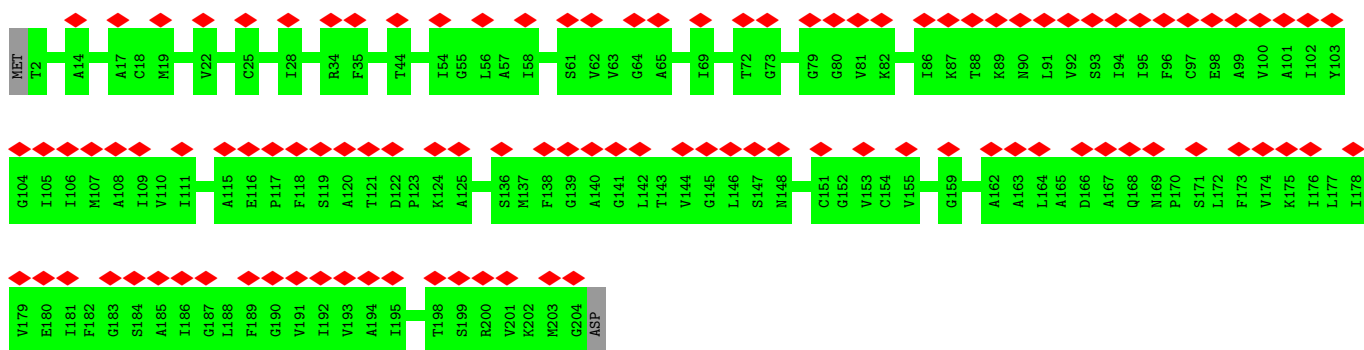 MET T2 A14 A17 C18 M19 V22 C25 I28 R34 F35 T44 I54 G55 L56 A57 I58 S61 V62 V63 G64 A65 I69 T72 G73 G79 G80 V81 K82 I86 K87 T88 K89 N90 L91 V92 S93 I94 I95 F96 C97 E98 A99 V100 A101 I102 Y103
G104 I105 I106 M107 A108 I109 V110 I111 A115 E116 P117 F118 S119 A120 T121 D122 P123 K124 A125 S136 M137 F138 G139 A140 G141 L142 T143 V144 G145 L146 S147 N148 C151 G152 V153 C154 V155 G159 A162 A163 L164 A165 D166 A167 Q168 N169 P170 S171 L172 F173 V174 K175 I176 L177 I178
V179 E180 I181 F182 G183 S184 A185 I186 G187 L188 F189 G190 V191 I192 V193 A194 I195 T198 S199 R200 V201 K202 M203 G204 ASP